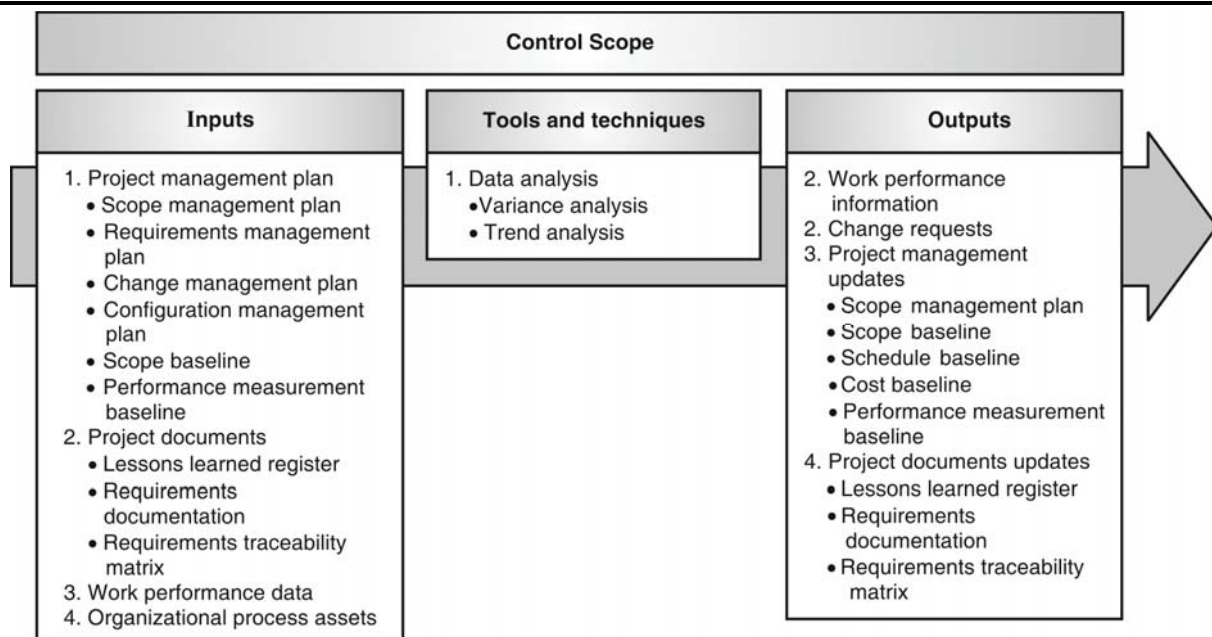 Control Scope
Inputs
1. Project management plan
• Scope management plan
• Requirements management
plan
• Change management plan
• Configuration management
plan
• Scope baseline
• Performance measurement
baseline
2. Project documents
• Lessons learned register
• Requirements
documentation
• Requirements traceability
matrix
3. Work performance data
4. Organizational process assets
Tools and techniques
1. Data analysis
•Variance analysis
• Trend analysis
Outputs
2. Work performance
information
2. Change requests
3. Project management
updates
• Scope management plan
• Scope baseline
• Schedule baseline
• Cost baseline
• Performance measurement
baseline
4. Project documents updates
• Lessons learned register
• Requirements
documentation
• Requirements traceability
matrix